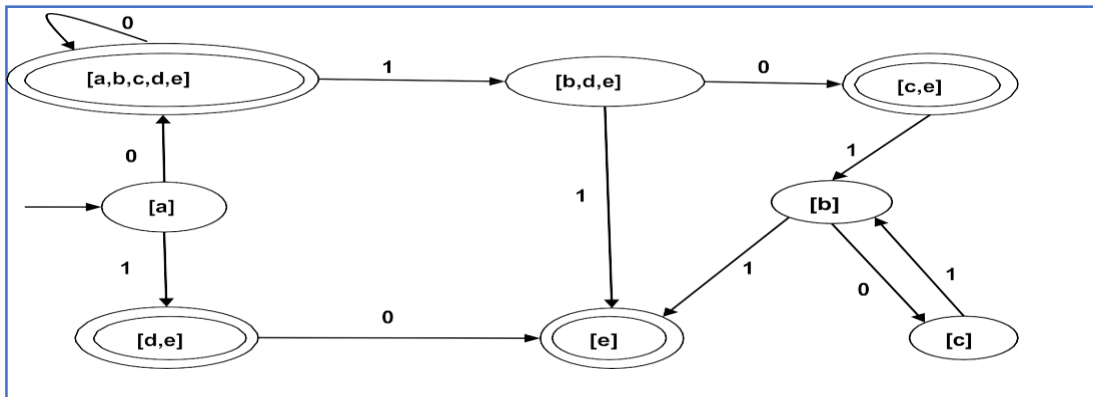 0
[a,b,c,d,e] 1 [b,d,e] 0 [c,e]
0 1
[a] 1 [b]
1 1 0 1
0
[d,e] [e] [c]